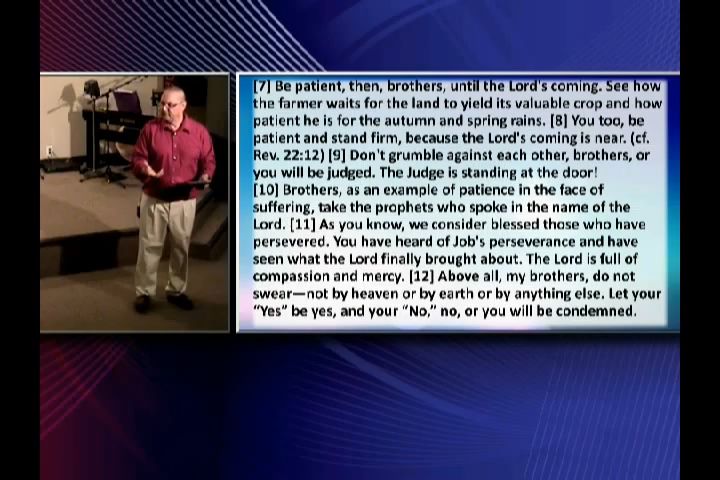 [7] Be patient, then, brothers, until the Lord's coming. See how
the farmer waits for the land to yield its valuable crop and how
patient he is for the autumn and spring rains. [8] You too, be
patient and stand firm, because the Lord's coming is near. (cf.
Rev. 22:12) [9] Don't grumble against each other, brothers, or
you will be judged. The Judge is standing at the door!
[10] Brothers, as an example of patience in the face of
suffering, take the prophets who spoke in the name of the
Lord. [11] As you know, we consider blessed those who have
persevered. You have heard of Job's perseverance and have
seen what the Lord finally brought about. The Lord is full of
compassion and mercy. [12] Above all, my brothers, do not
swear—not by heaven or by earth or by anything else. Let your
“Yes” be yes, and your “No,” no, or you will be condemned.